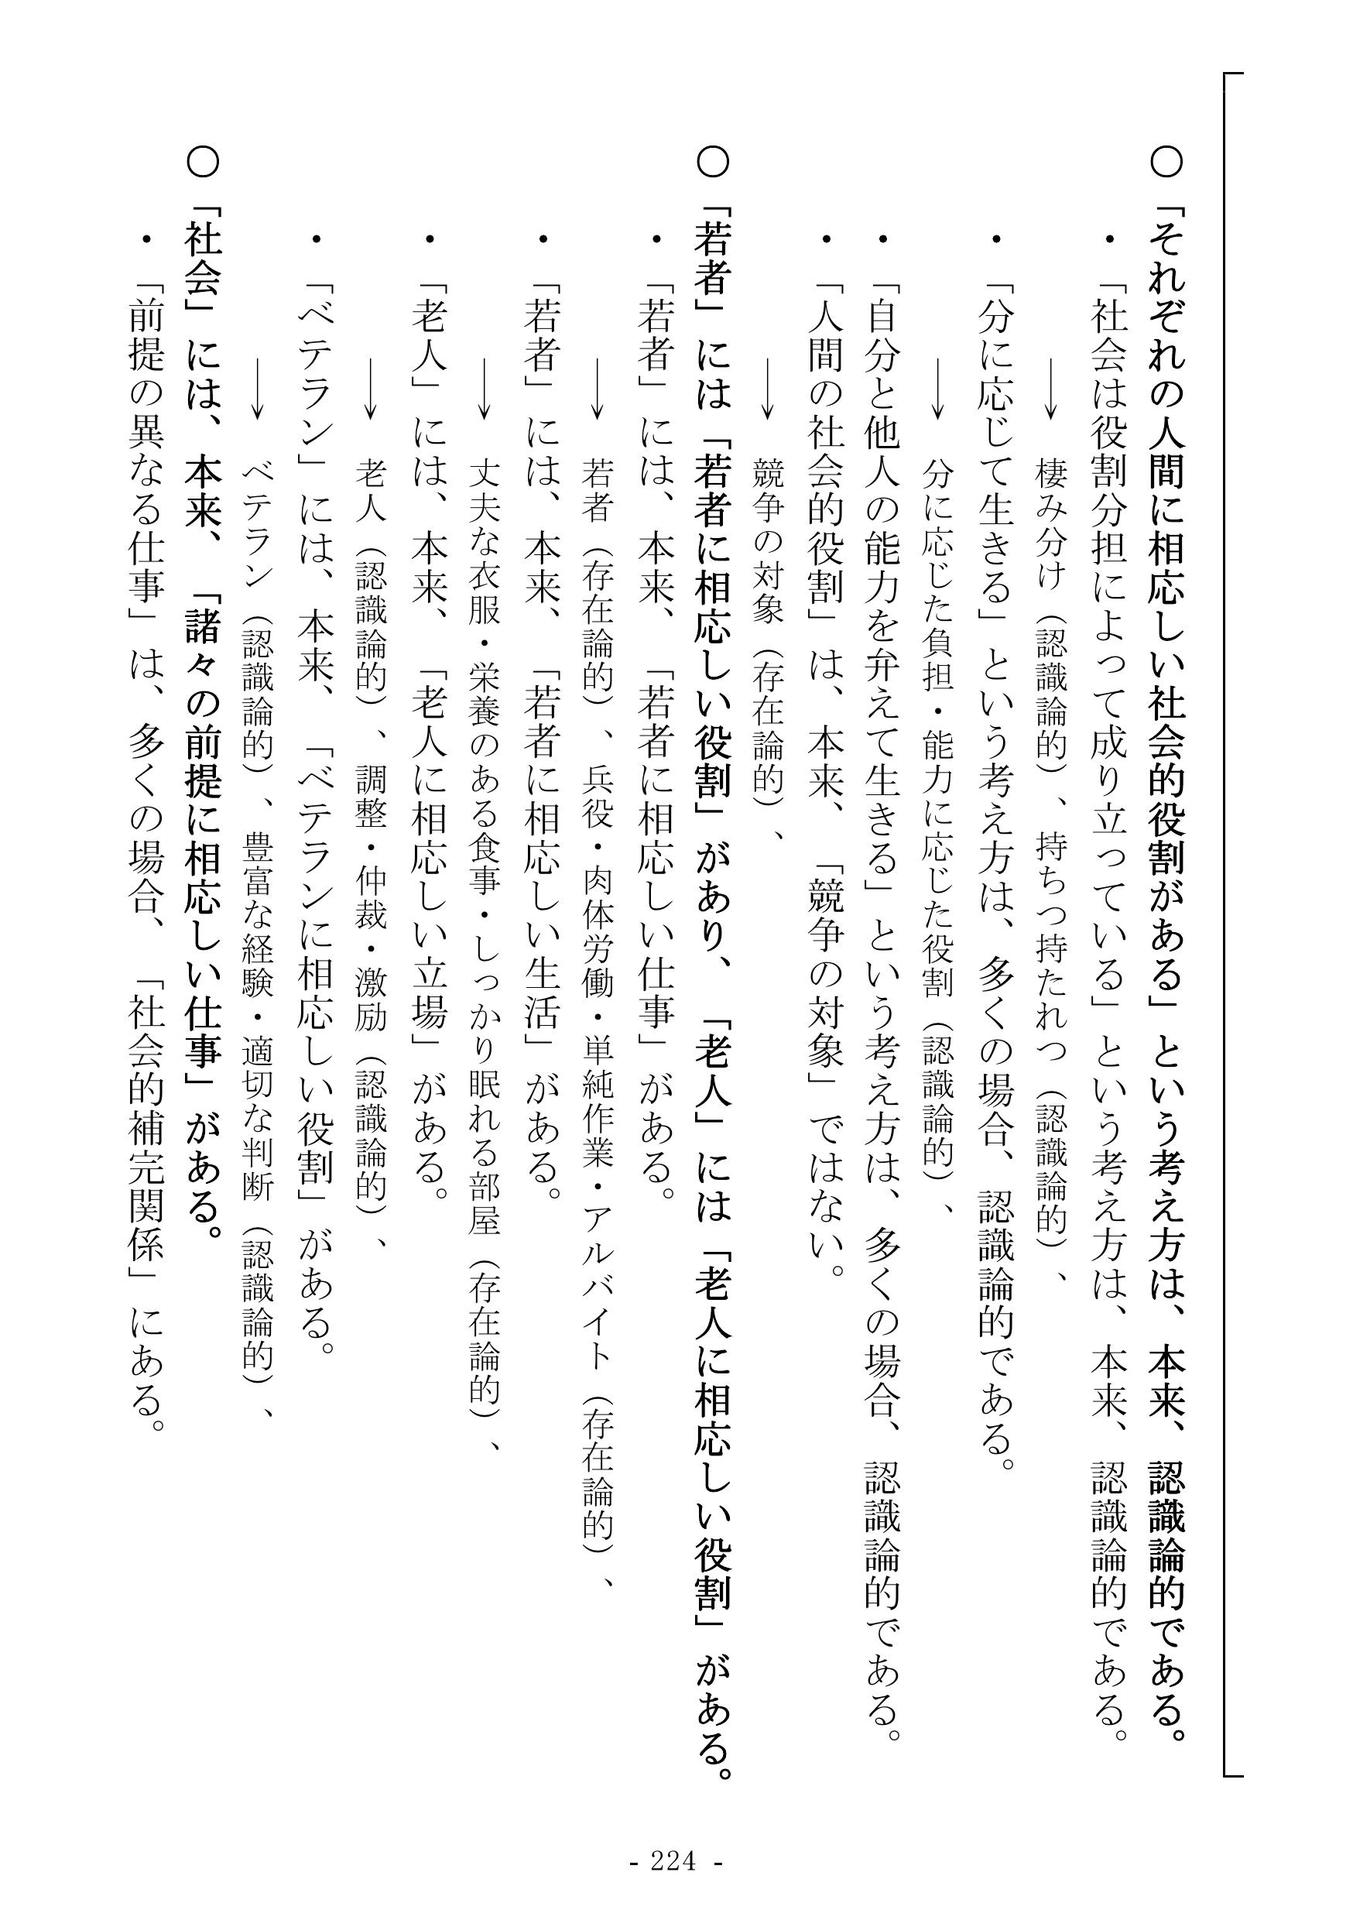 ○「それぞれの人間に相応しい社会的役割がある」という考え方は、本来、認識論的である。
・「社会は役割分担によって成り立っている」という考え方は、本来、認識論的である。
→ 棲み分け（認識論的）、持ちつ持たれつ（認識論的）、
・「分に応じて生きる」という考え方は、多くの場合、認識論的である。
→ 分に応じた負担・能力に応じた役割（認識論的）、
・「自分と他人の能力を弁えて生きる」という考え方は、多くの場合、認識論的である。
・「人間の社会的役割」は、本来、「競争の対象」ではない。
→ 競争の対象（存在論的）、
○「若者」には「若者に相応しい役割」があり、「老人」には「老人に相応しい役割」がある。
・「若者」には、本来、「若者に相応しい仕事」がある。
→ 若者（存在論的）、兵役・肉体労働・単純作業・アルバイト（存在論的）、
・「若者」には、本来、「若者に相応しい生活」がある。
→ 丈夫な衣服・栄養のある食事・しっかり眠れる部屋（存在論的）、
・「老人」には、本来、「老人に相応しい立場」がある。
→ 老人（認識論的）、調整・仲裁・激励（認識論的）、
・「ベテラン」には、本来、「ベテランに相応しい役割」がある。
→ ベテラン（認識論的）、豊富な経験・適切な判断（認識論的）、
○「社会」には、本来、「諸々の前提に相応しい仕事」がある。
・「前提の異なる仕事」は、多くの場合、「社会的補完関係」にある。
- 224 -